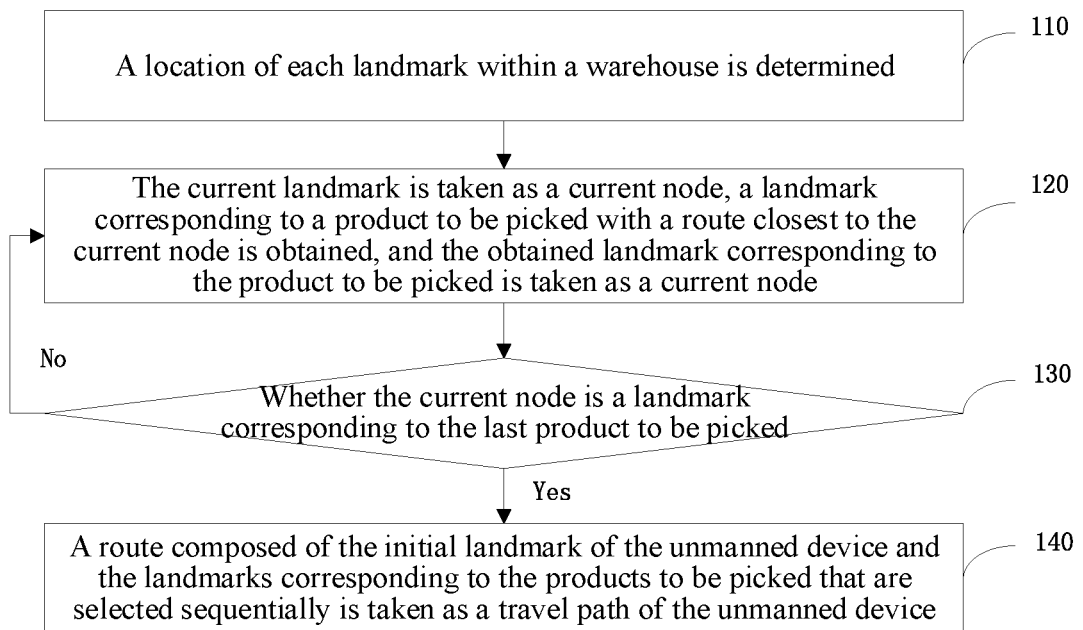 110
A location of each landmark within a warehouse is determined
120
The current landmark is taken as a current node, a landmark
corresponding to a product to be picked with a route closest to the
current node is obtained, and the obtained landmark corresponding to
the product to be picked is taken as a current node
No
130
Whether the current node is a landmark
corresponding to the last product to be picked
Yes
140
A route composed of the initial landmark of the unmanned device and
the landmarks corresponding to the products to be picked that are
selected sequentially is taken as a travel path of the unmanned device